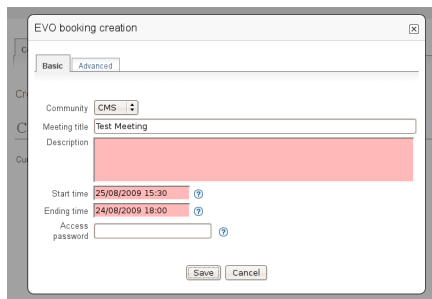 EVO booking creation
Basic Advanced
Community CMS
Meeting title Test Meeting
Description
Start time 25/08/2009 15:30
Ending time 24/08/2009 18:00
Access
password
Save Cancel